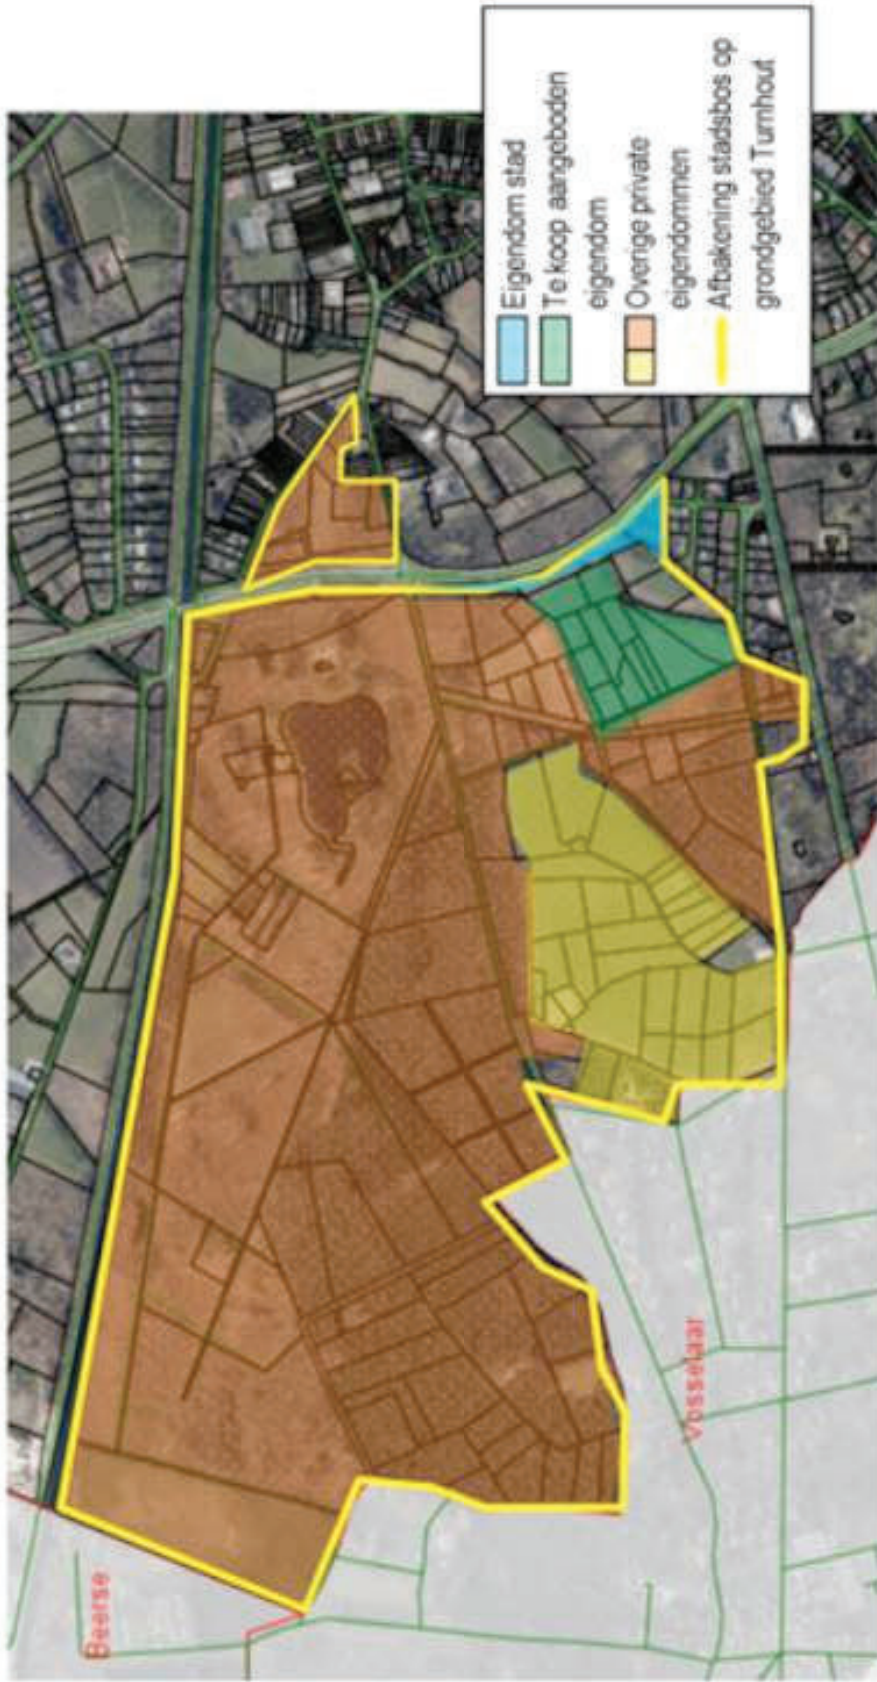 Eigendom stad
Te koop aangeboden
eigendom
Overige private
eigendommen
Afbakening stadsbos op
grondgebied Turnhout
Beerse
Vosselaar